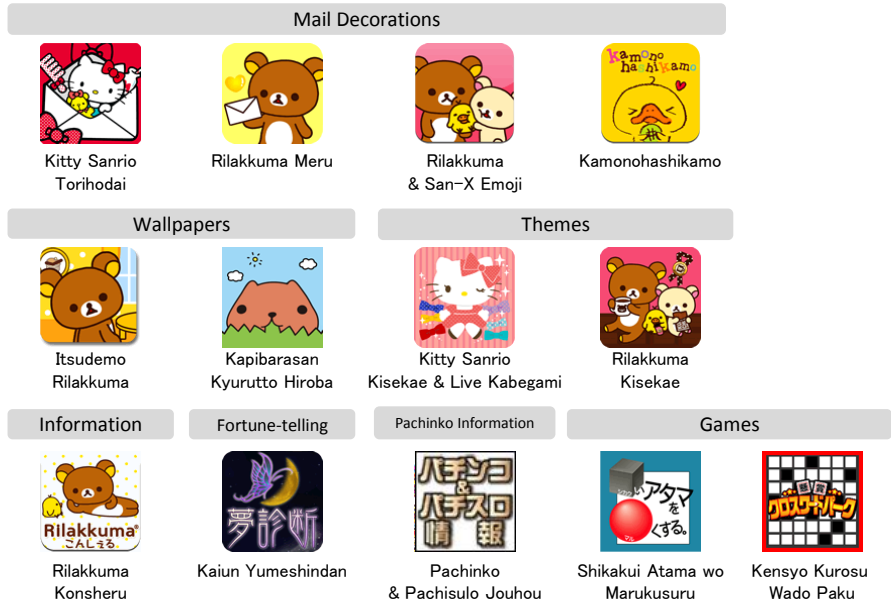 Mail Decorations
Kamono
hashikamo
Kitty Sanrio
Torihodai
Rilakkuma Meru
Rilakkuma
& San-X Emoji
Kamonohashikamo
Wallpapers
Themes
Itsudemo
Rilakkuma
Kapibarasan
Kyurutto Hiroba
Kitty Sanrio
Kisekae & Live Kabegami
Rilakkuma
Kisekae
Information
Fortune-telling
Pachinko Information
Games
Rilakkuma®
こんしぇる
夢診断
パチンコ
&
パチスロ
情報
アタマ
を
くする。
マル
懸賞
クロスワードパーク
Rilakkuma
Konsheru
Kaiun Yumeshindan
Pachinko
& Pachisulo Jouhou
Shikakui Atama wo
Marukusuru
Kensyo Kurosu
Wado Paku